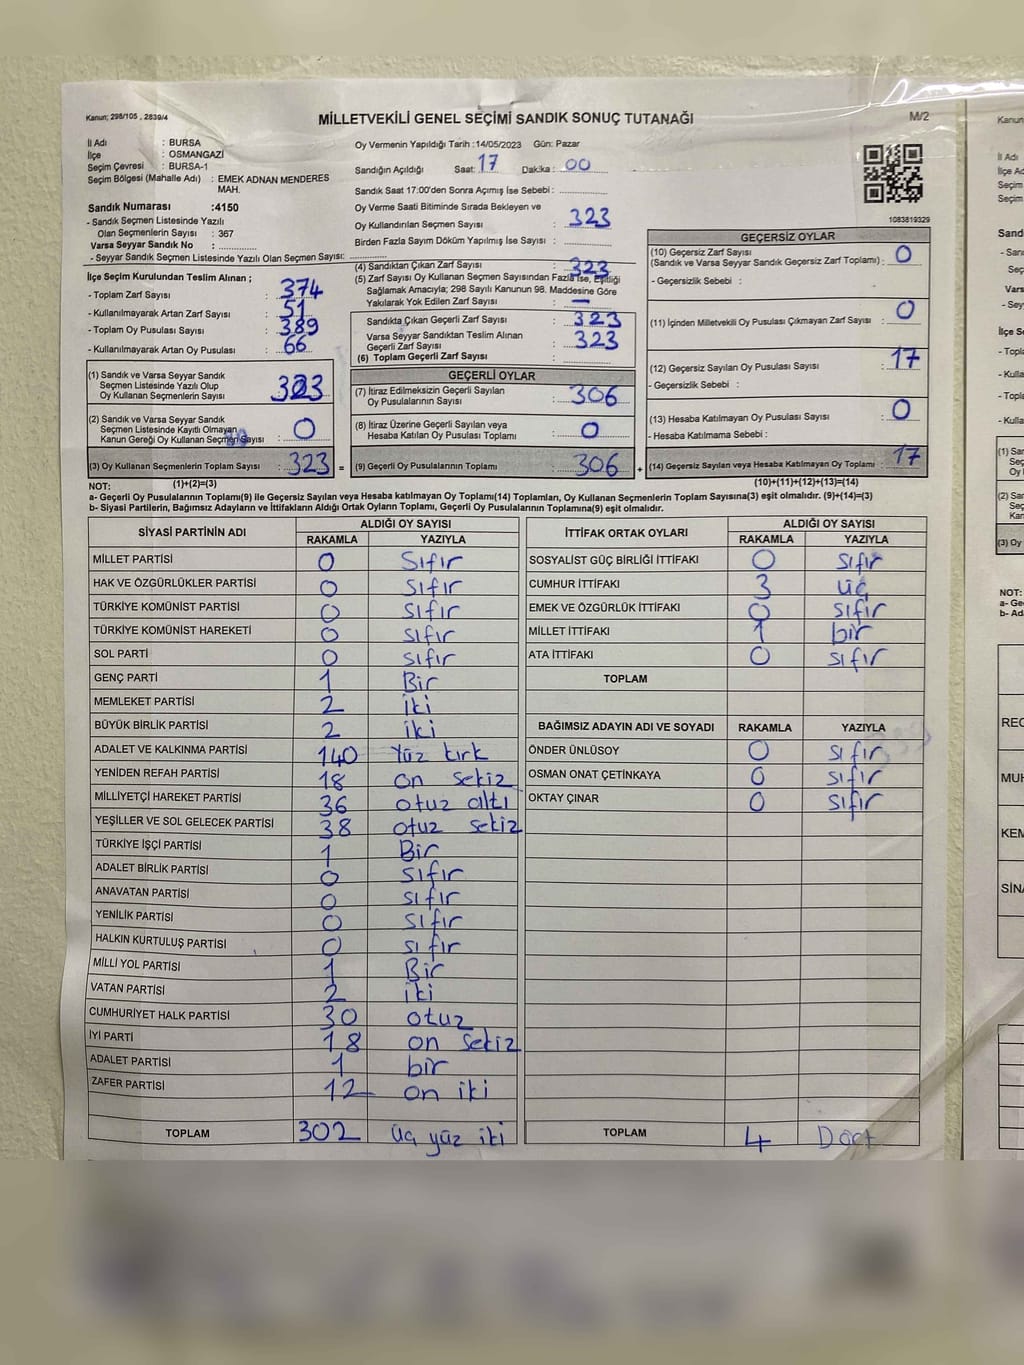 Kanun; 298/105 , 2839/4
MİLLETVEKİLİ GENEL SEÇİMİ SANDIK SONUÇ TUTANAĞI
M/2
İl Adı : BURSA
İlçe : OSMANGAZİ
Seçim Çevresi : BURSA-1
Seçim Bölgesi (Mahalle Adı) : EMEK ADNAN MENDERES
MAH.
Sandık Numarası :4150
- Sandık Seçmen Listesinde Yazılı
Olan Seçmenlerin Sayısı : 367
Varsa Seyyar Sandık No : ..............
- Seyyar Sandık Seçmen Listesinde Yazılı Olan Seçmen Sayısı: ..............
Oy Vermenin Yapıldığı Tarih :14/05/2023 Gün: Pazar
Sandığın Açıldığı Saat: 17 Dakika : 00
Sandık Saat 17:00'den Sonra Açımış İse Sebebi : ..............
Oy Verme Saati Bitiminde Sırada Bekleyen ve
Oy Kullandırılan Seçmen Sayısı : 323
Birden Fazla Sayım Döküm Yapılmış İse Sayısı : ..............
1083819329
İlçe Seçim Kurulundan Teslim Alınan ;
- Toplam Zarf Sayısı : 374
- Kullanılmayarak Artan Zarf Sayısı : 51
- Toplam Oy Pusulası Sayısı : 389
- Kullanılmayarak Artan Oy Pusulası : 66
(4) Sandıktan Çıkan Zarf Sayısı : 323
(5) Zarf Sayısı Oy Kullanan Seçmen Sayısından Fazla İse, Eşitliği
Sağlamak Amacıyla; 298 Sayılı Kanunun 98. Maddesine Göre
Yakılarak Yok Edilen Zarf Sayısı : —
Sandıkta Çıkan Geçerli Zarf Sayısı : 323
Varsa Seyyar Sandıktan Teslim Alınan
Geçerli Zarf Sayısı : 323
(6) Toplam Geçerli Zarf Sayısı :
GEÇERSİZ OYLAR
(10) Geçersiz Zarf Sayısı
(Sandık ve Varsa Seyyar Sandık Geçersiz Zarf Toplamı) : 0
- Geçersizlik Sebebi :
(11) İçinden Milletvekili Oy Pusulası Çıkmayan Zarf Sayısı : 0
(12) Geçersiz Sayılan Oy Pusulası Sayısı : 17
- Geçersizlik Sebebi :
(13) Hesaba Katılmayan Oy Pusulası Sayısı : 0
- Hesaba Katılmama Sebebi :
(1) Sandık ve Varsa Seyyar Sandık
Seçmen Listesinde Yazılı Olup
Oy Kullanan Seçmenlerin Sayısı : 323
(2) Sandık ve Varsa Seyyar Sandık
Seçmen Listesinde Kayıtlı Olmayan
Kanun Gereği Oy Kullanan Seçmen Sayısı : 0
GEÇERLİ OYLAR
(7) İtiraz Edilmeksizin Geçerli Sayılan
Oy Pusulalarının Sayısı : 306
(8) İtiraz Üzerine Geçerli Sayılan veya
Hesaba Katılan Oy Pusulası Toplamı : 0
(3) Oy Kullanan Seçmenlerin Toplam Sayısı : 323 = (9) Geçerli Oy Pusulalarının Toplamı : 306 + (14) Geçersiz Sayılan veya Hesaba Katılmayan Oy Toplamı : 17
NOT: (1)+(2)=(3) (10)+(11)+(12)+(13)=(14)
a- Geçerli Oy Pusulalarının Toplamı(9) ile Geçersiz Sayılan veya Hesaba katılmayan Oy Toplamı(14) Toplamları, Oy Kullanan Seçmenlerin Toplam Sayısına(3) eşit olmalıdır. (9)+(14)=(3)
b- Siyasi Partilerin, Bağımsız Adayların ve İttifakların Aldığı Ortak Oyların Toplamı, Geçerli Oy Pusulalarının Toplamına(9) eşit olmalıdır.
SİYASİ PARTİNİN ADI ALDIĞI OY SAYISI
RAKAMLA YAZIYLA
MİLLET PARTİSİ 0 Sıfır
HAK VE ÖZGÜRLÜKLER PARTİSİ 0 Sıfır
TÜRKİYE KOMÜNİST PARTİSİ 0 Sıfır
TÜRKİYE KOMÜNİST HAREKETİ 0 sıfır
SOL PARTİ 0 sıfır
GENÇ PARTİ 1 Bir
MEMLEKET PARTİSİ 2 iki
BÜYÜK BİRLİK PARTİSİ 2 iki
ADALET VE KALKINMA PARTİSİ 140 Yüz kırk
YENİDEN REFAH PARTİSİ 18 on sekiz
MİLLİYETÇİ HAREKET PARTİSİ 36 otuz altı
YEŞİLLER VE SOL GELECEK PARTİSİ 38 otuz sekiz
TÜRKİYE İŞÇİ PARTİSİ 1 Bir
ADALET BİRLİK PARTİSİ 0 sıfır
ANAVATAN PARTİSİ 0 sıfır
YENİLİK PARTİSİ 0 sıfır
HALKIN KURTULUŞ PARTİSİ 0 sıfır
MİLLİ YOL PARTİSİ 1 Bir
VATAN PARTİSİ 2 iki
CUMHURİYET HALK PARTİSİ 30 otuz
İYİ PARTİ 18 on sekiz
ADALET PARTİSİ 1 bir
ZAFER PARTİSİ 12 on iki
TOPLAM 302 üç yüz iki
İTTİFAK ORTAK OYLARI ALDIĞI OY SAYISI
RAKAMLA YAZIYLA
SOSYALİST GÜÇ BİRLİĞİ İTTİFAKI 0 sıfır
CUMHUR İTTİFAKI 3 üç
EMEK VE ÖZGÜRLÜK İTTİFAKI 0 sıfır
MİLLET İTTİFAKI 1 bir
ATA İTTİFAKI 0 sıfır
TOPLAM
BAĞIMSIZ ADAYIN ADI VE SOYADI RAKAMLA YAZIYLA
ÖNDER ÜNLÜSOY 0 sıfır
OSMAN ONAT ÇETİNKAYA 0 sıfır
OKTAY ÇINAR 0 sıfır
TOPLAM 4 Dört